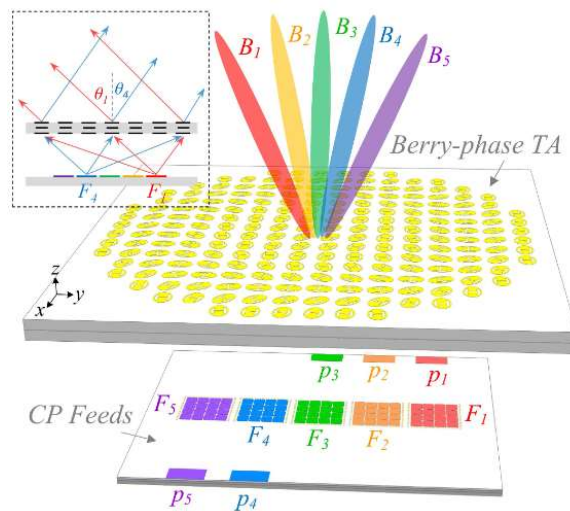 B1 B2 B3 B4 B5
θ1 θ4
F4 F1
Berry-phase TA
z
y
x
p3 p2 p1
CP Feeds
F5 F4 F3 F2 F1
p5 p4